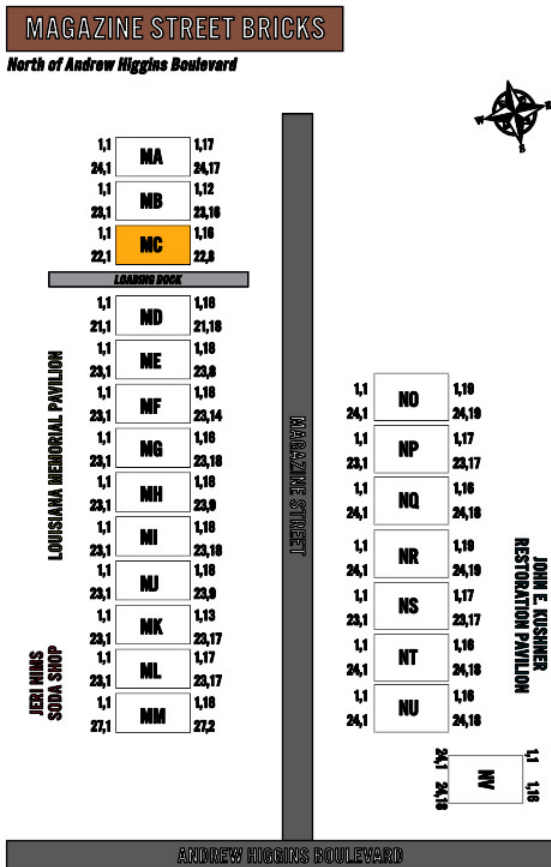 MAGAZINE STREET BRICKS
North of Andrew Higgins Boulevard
N
W
E
S
1,1 MA 1,17
24,1 24,17
1,1 MB 1,12
23,1 23,16
1,1 MC 1,16
22,1 22,8
LOADING DOCK
1,1 MD 1,18
21,1 21,18
1,1 ME 1,18
23,1 23,8
1,1 MF 1,18
23,1 23,14
1,1 MG 1,16
23,1 23,18
1,1 MH 1,18
23,1 23,9
1,1 MI 1,18
23,1 23,18
1,1 MJ 1,18
23,1 23,9
1,1 MK 1,13
23,1 23,17
1,1 ML 1,17
23,1 23,17
1,1 MM 1,18
27,1 27,2
LOUISIANA MEMORIAL PAVILION
JERI NIMS
SODA SHOP
MAGAZINE STREET
1,1 NO 1,19
24,1 24,19
1,1 NP 1,17
23,1 23,17
1,1 NQ 1,16
24,1 24,18
1,1 NR 1,19
24,1 24,19
1,1 NS 1,17
23,1 23,17
1,1 NT 1,16
24,1 24,18
1,1 NU 1,16
24,1 24,18
JOHN E. KUSHNER
RESTORATION PAVILION
24,1 NV 1,1
24,18 1,16
ANDREW HIGGINS BOULEVARD